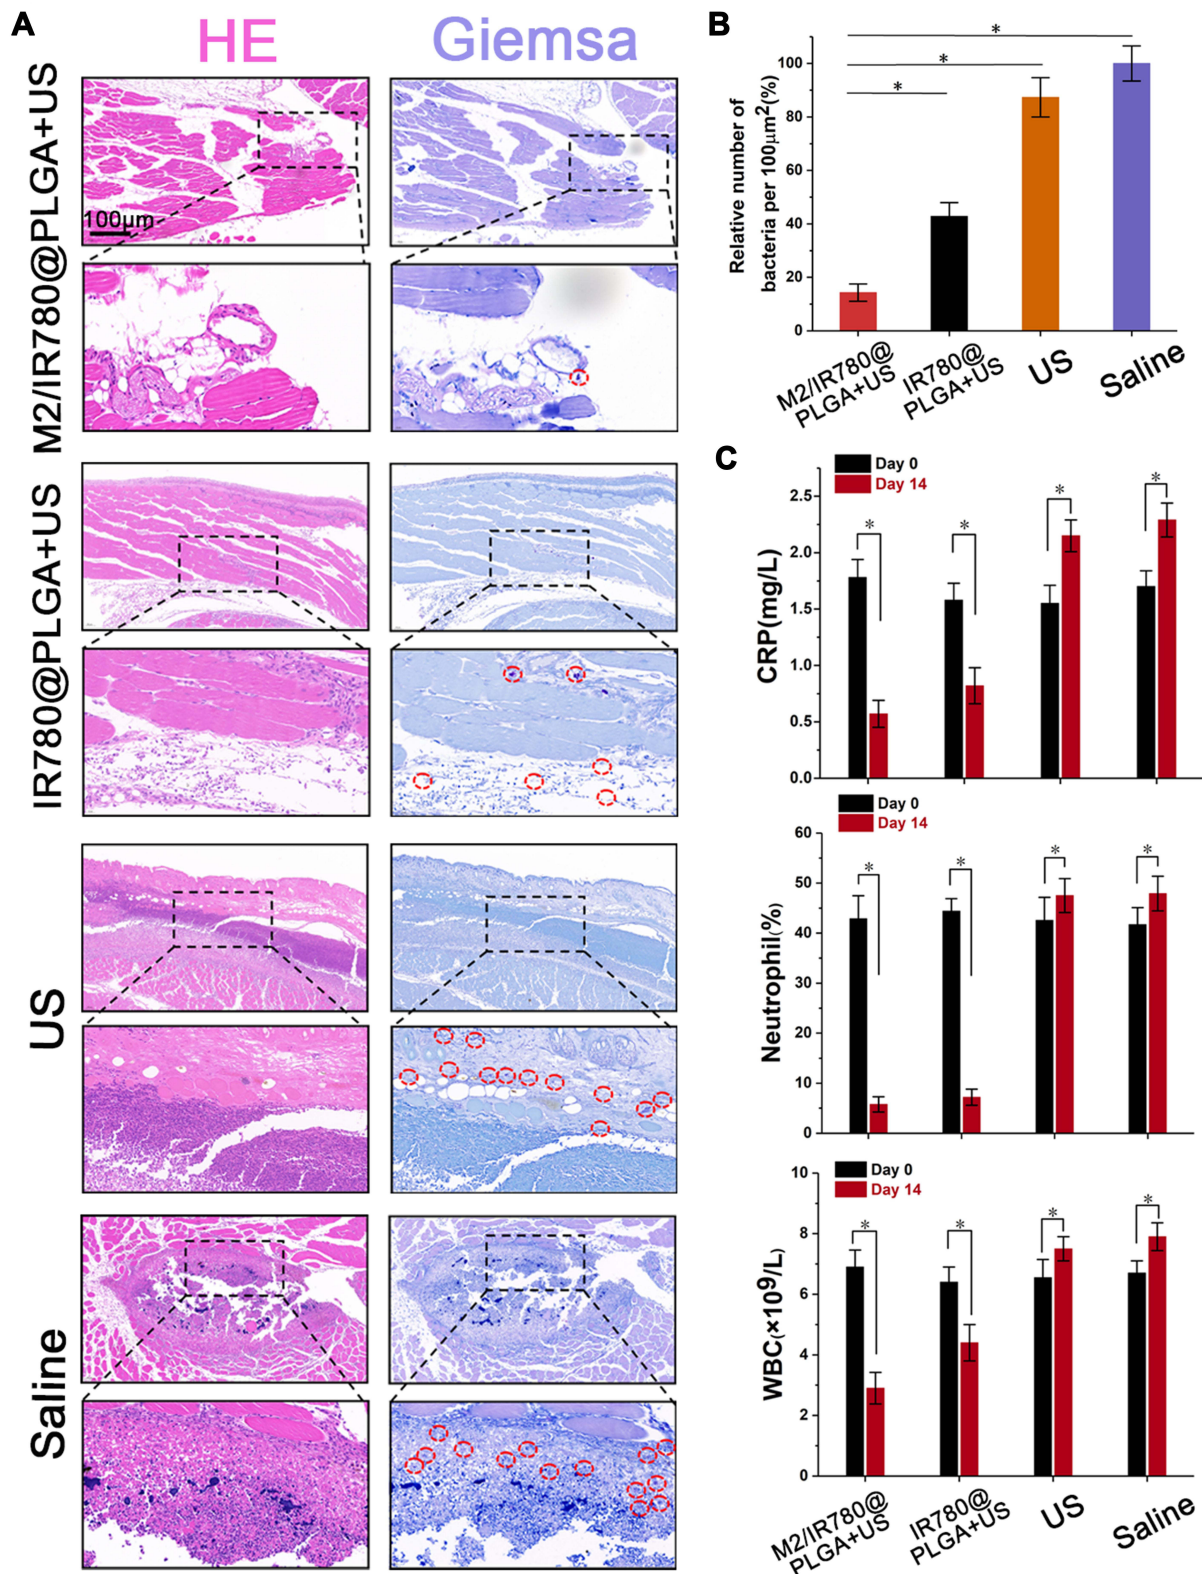 A
HE
Giemsa
M2/IR780@PLGA+US
100μm
IR780@PLGA+US
US
Saline
B
Relative number of
bacteria per 100μm²(%)
100
80
60
40
20
0
*
*
*
M2/IR780@
PLGA+US
IR780@
PLGA+US
US
Saline
C
Day 0
Day 14
CRP(mg/L)
2.5
2.0
1.5
1.0
0.5
0.0
*
*
*
*
Day 0
Day 14
Neutrophil(%)
60
50
40
30
20
10
0
*
*
*
*
Day 0
Day 14
WBC(×10⁹/L)
10
8
6
4
2
0
*
*
*
*
M2/IR780@
PLGA+US
IR780@
PLGA+US
US
Saline